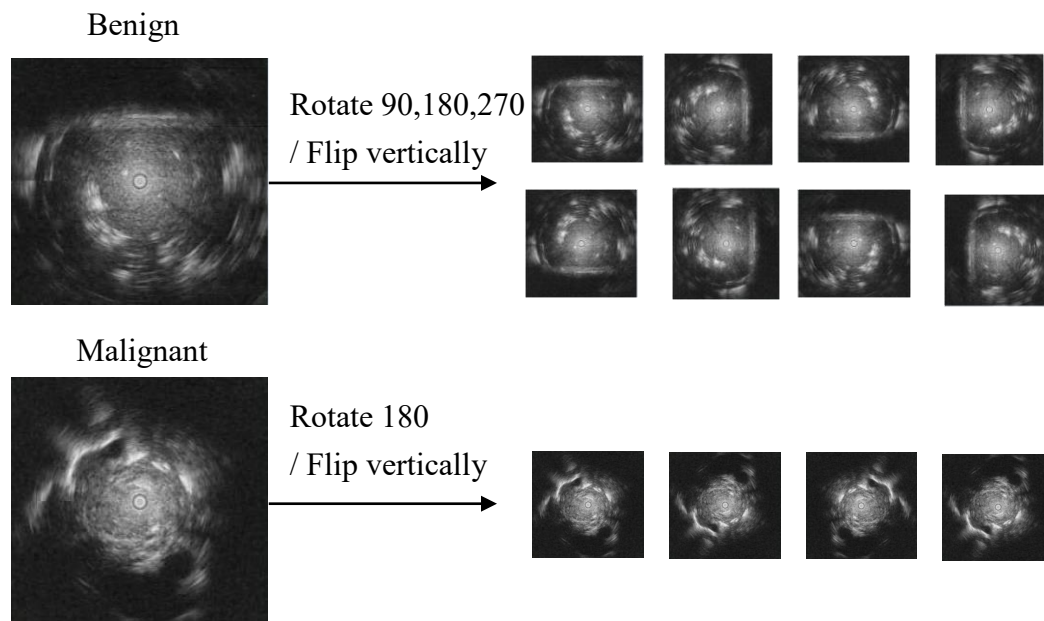 Benign
Rotate 90,180,270
/ Flip vertically
Malignant
Rotate 180
/ Flip vertically